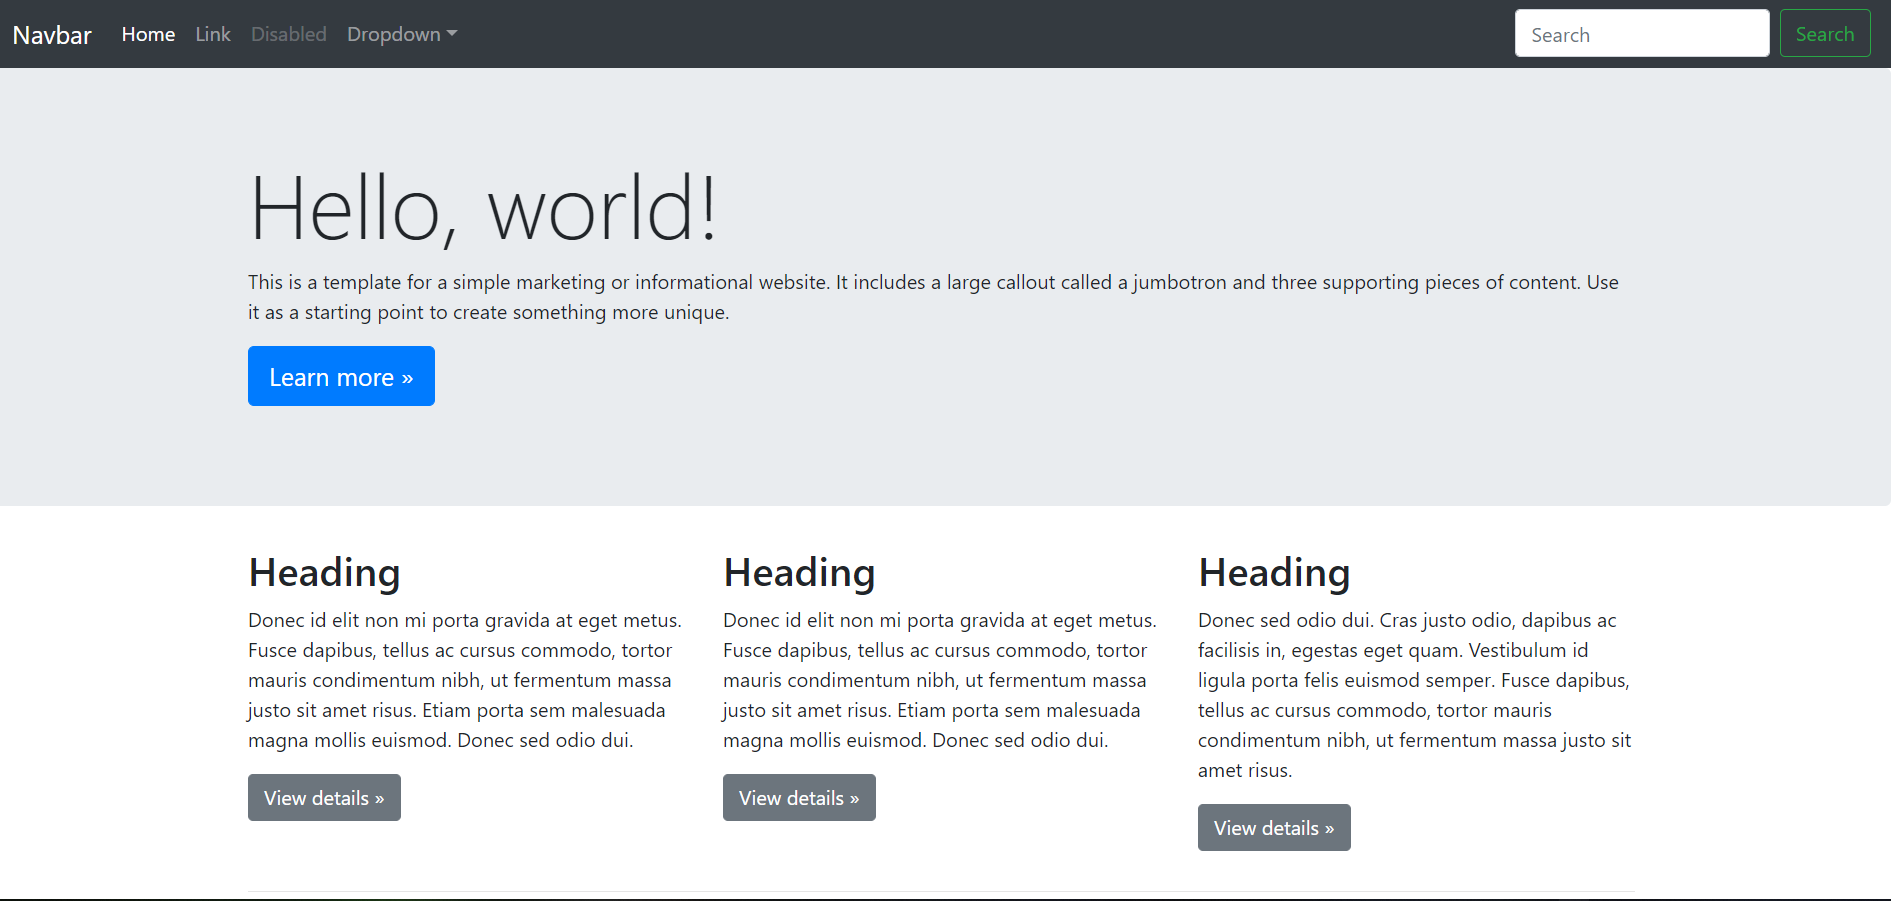 Navbar Home Link Disabled Dropdown Search Search
Hello, world!
This is a template for a simple marketing or informational website. It includes a large callout called a jumbotron and three supporting pieces of content. Use
it as a starting point to create something more unique.
Learn more »
Heading
Donec id elit non mi porta gravida at eget metus.
Fusce dapibus, tellus ac cursus commodo, tortor
mauris condimentum nibh, ut fermentum massa
justo sit amet risus. Etiam porta sem malesuada
magna mollis euismod. Donec sed odio dui.
View details »
Heading
Donec id elit non mi porta gravida at eget metus.
Fusce dapibus, tellus ac cursus commodo, tortor
mauris condimentum nibh, ut fermentum massa
justo sit amet risus. Etiam porta sem malesuada
magna mollis euismod. Donec sed odio dui.
View details »
Heading
Donec sed odio dui. Cras justo odio, dapibus ac
facilisis in, egestas eget quam. Vestibulum id
ligula porta felis euismod semper. Fusce dapibus,
tellus ac cursus commodo, tortor mauris
condimentum nibh, ut fermentum massa justo sit
amet risus.
View details »